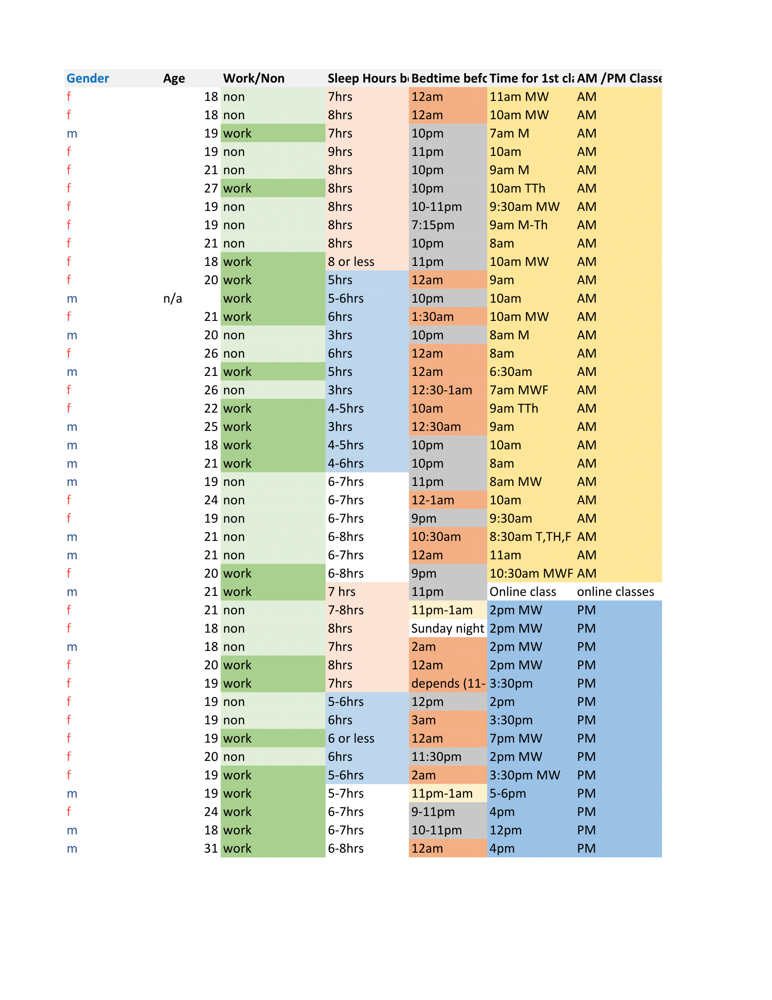 Gender Age Work/Non Sleep Hours be Bedtime befo Time for 1st cla AM /PM Classe
f 18 non 7hrs 12am 11am MW AM
f 18 non 8hrs 12am 10am MW AM
m 19 work 7hrs 10pm 7am M AM
f 19 non 9hrs 11pm 10am AM
f 21 non 8hrs 10pm 9am M AM
f 27 work 8hrs 10pm 10am TTh AM
f 19 non 8hrs 10-11pm 9:30am MW AM
f 19 non 8hrs 7:15pm 9am M-Th AM
f 21 non 8hrs 10pm 8am AM
f 18 work 8 or less 11pm 10am MW AM
f 20 work 5hrs 12am 9am AM
m n/a work 5-6hrs 10pm 10am AM
f 21 work 6hrs 1:30am 10am MW AM
m 20 non 3hrs 10pm 8am M AM
f 26 non 6hrs 12am 8am AM
m 21 work 5hrs 12am 6:30am AM
f 26 non 3hrs 12:30-1am 7am MWF AM
f 22 work 4-5hrs 10am 9am TTh AM
m 25 work 3hrs 12:30am 9am AM
m 18 work 4-5hrs 10pm 10am AM
m 21 work 4-6hrs 10pm 8am AM
m 19 non 6-7hrs 11pm 8am MW AM
f 24 non 6-7hrs 12-1am 10am AM
f 19 non 6-7hrs 9pm 9:30am AM
m 21 non 6-8hrs 10:30am 8:30am T,TH,F AM
m 21 non 6-7hrs 12am 11am AM
f 20 work 6-8hrs 9pm 10:30am MWF AM
m 21 work 7 hrs 11pm Online class online classes
f 21 non 7-8hrs 11pm-1am 2pm MW PM
f 18 non 8hrs Sunday night 2pm MW PM
m 18 non 7hrs 2am 2pm MW PM
f 20 work 8hrs 12am 2pm MW PM
f 19 work 7hrs depends (11- 3:30pm PM
f 19 non 5-6hrs 12pm 2pm PM
f 19 non 6hrs 3am 3:30pm PM
f 19 work 6 or less 12am 7pm MW PM
f 20 non 6hrs 11:30pm 2pm MW PM
f 19 work 5-6hrs 2am 3:30pm MW PM
m 19 work 5-7hrs 11pm-1am 5-6pm PM
f 24 work 6-7hrs 9-11pm 4pm PM
m 18 work 6-7hrs 10-11pm 12pm PM
m 31 work 6-8hrs 12am 4pm PM